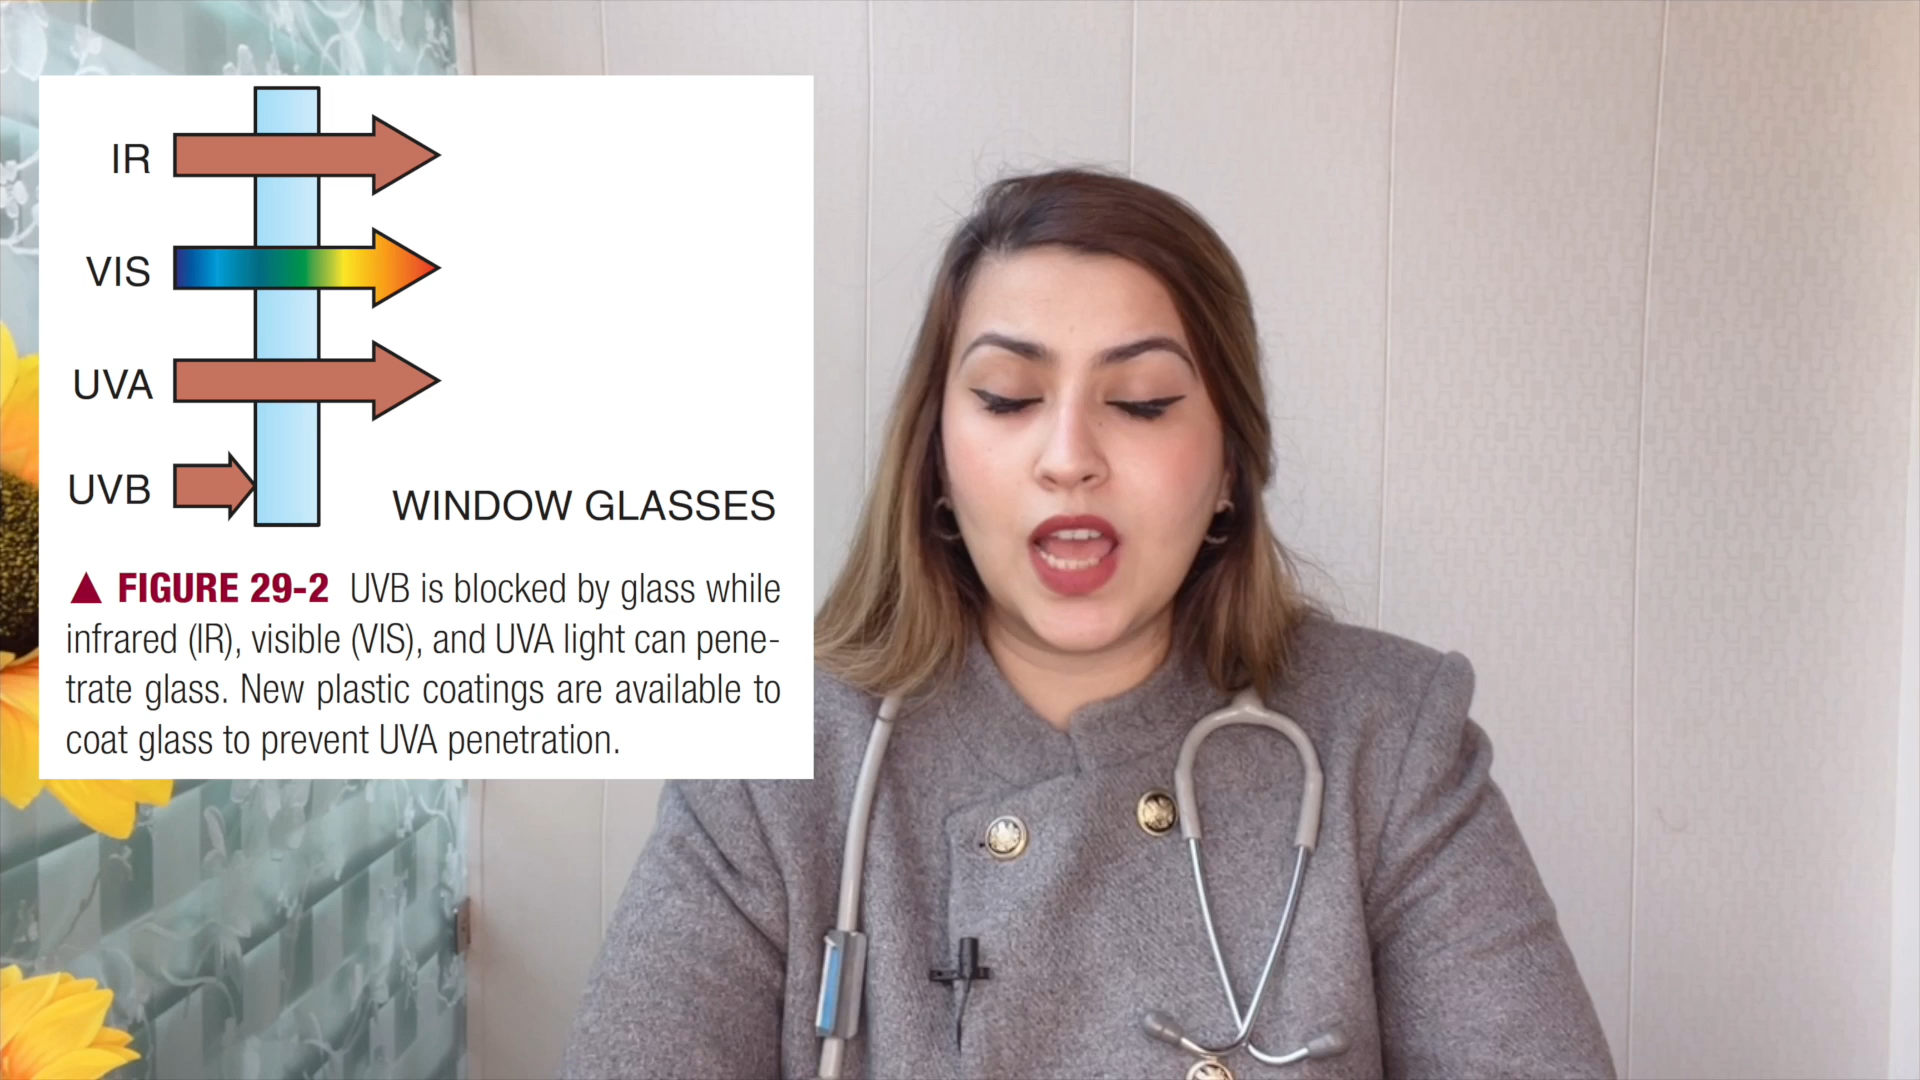 IR
VIS
UVA
UVB
WINDOW GLASSES
▲ FIGURE 29-2 UVB is blocked by glass while
infrared (IR), visible (VIS), and UVA light can pene-
trate glass. New plastic coatings are available to
coat glass to prevent UVA penetration.